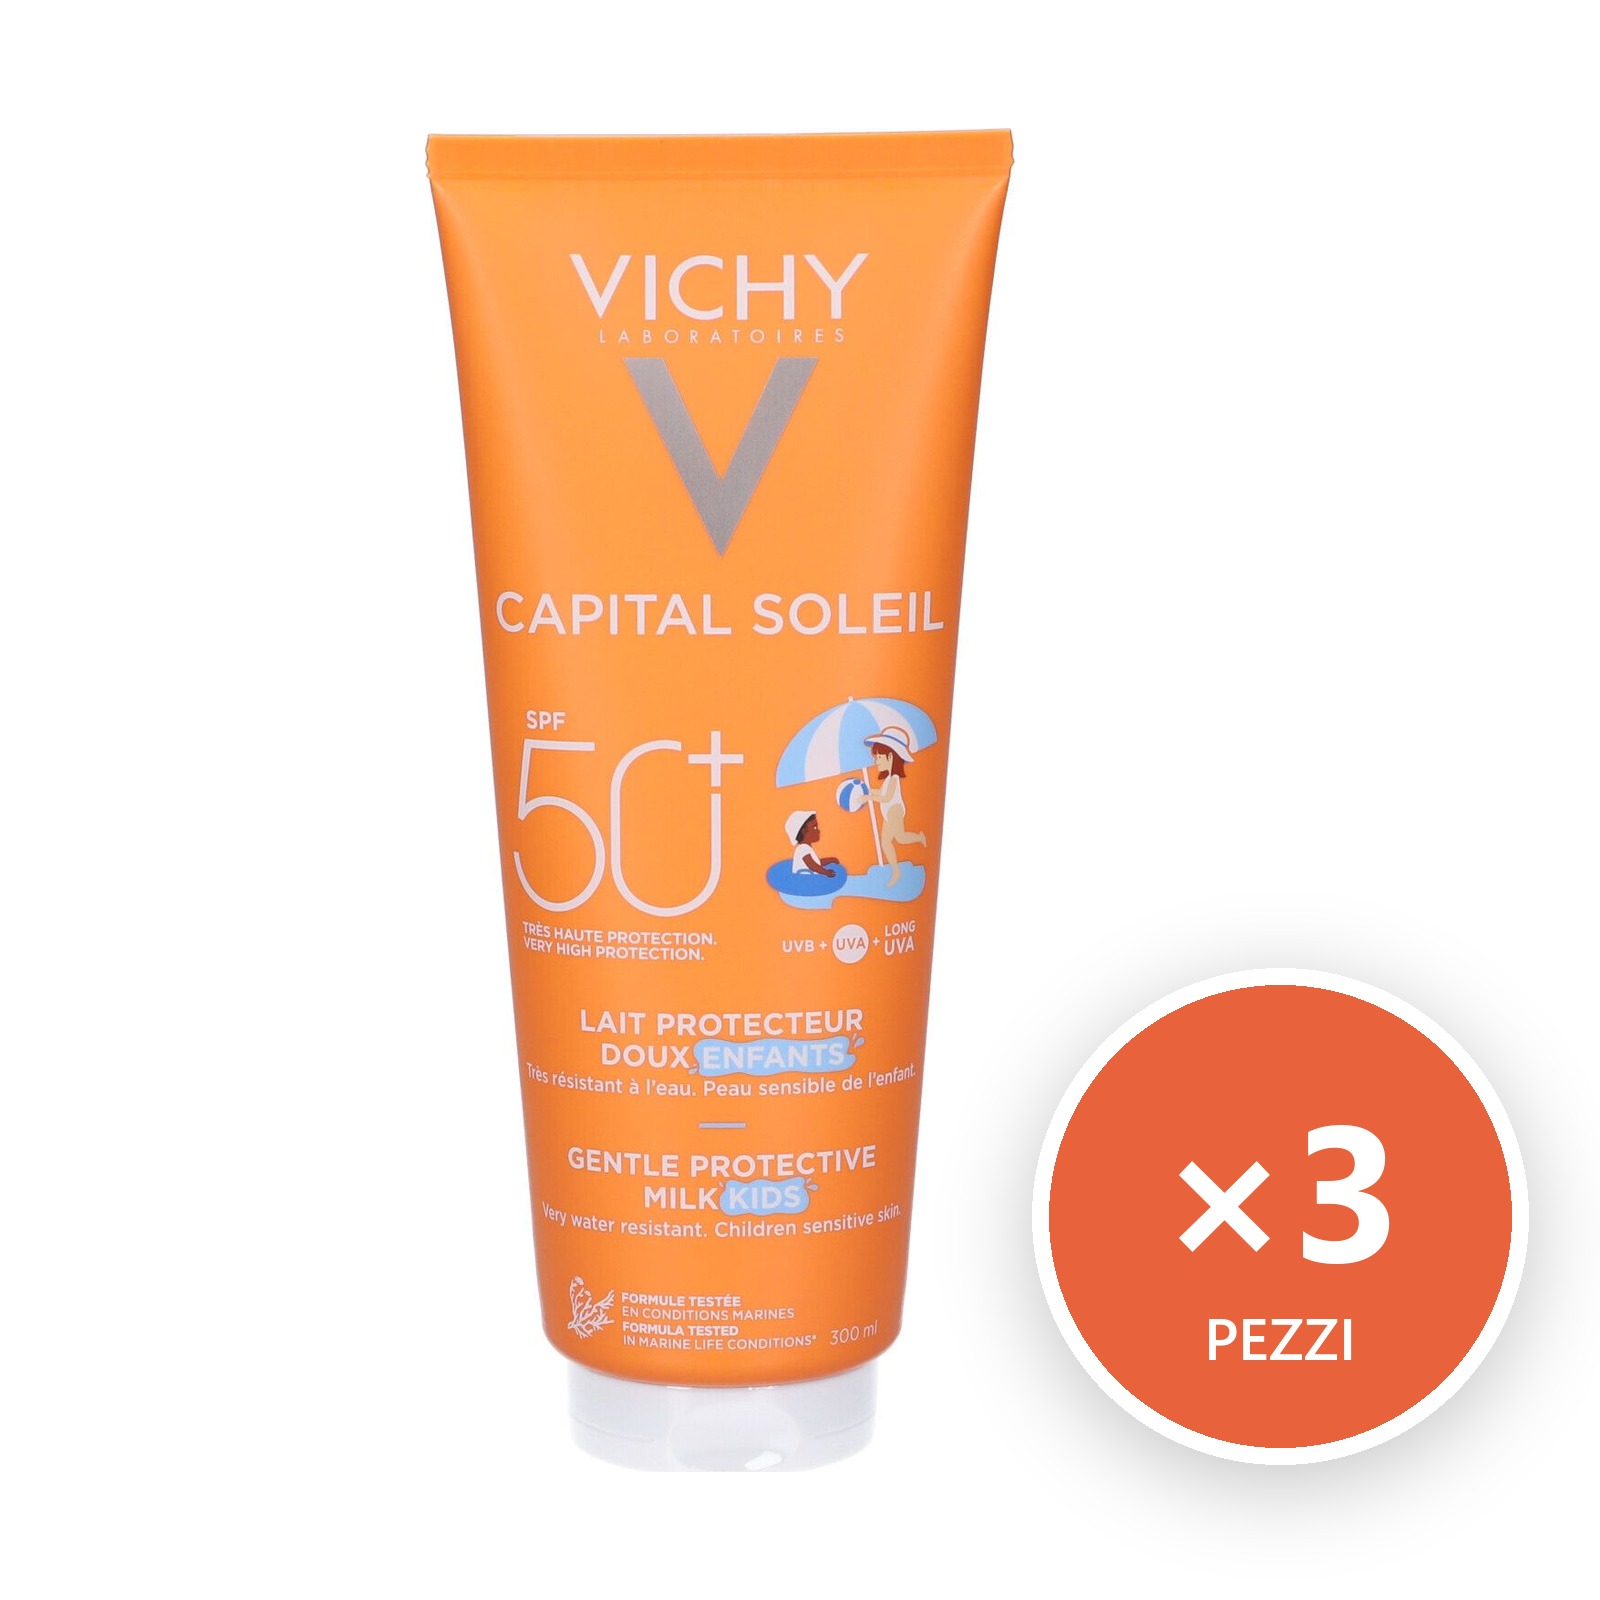 VICHY
LABORATOIRES
V
CAPITAL SOLEIL
SPF
50+
TRÈS HAUTE PROTECTION.
VERY HIGH PROTECTION.
UVB + UVA + LONG UVA
LAIT PROTECTEUR
DOUX ENFANTS
Très résistant à l'eau. Peau sensible de l'enfant.
GENTLE PROTECTIVE
MILK KIDS
Very water resistant. Children sensitive skin.
FORMULE TESTÉE
EN CONDITIONS MARINES
FORMULA TESTED
IN MARINE LIFE CONDITIONS*
300 ml
×3
PEZZI